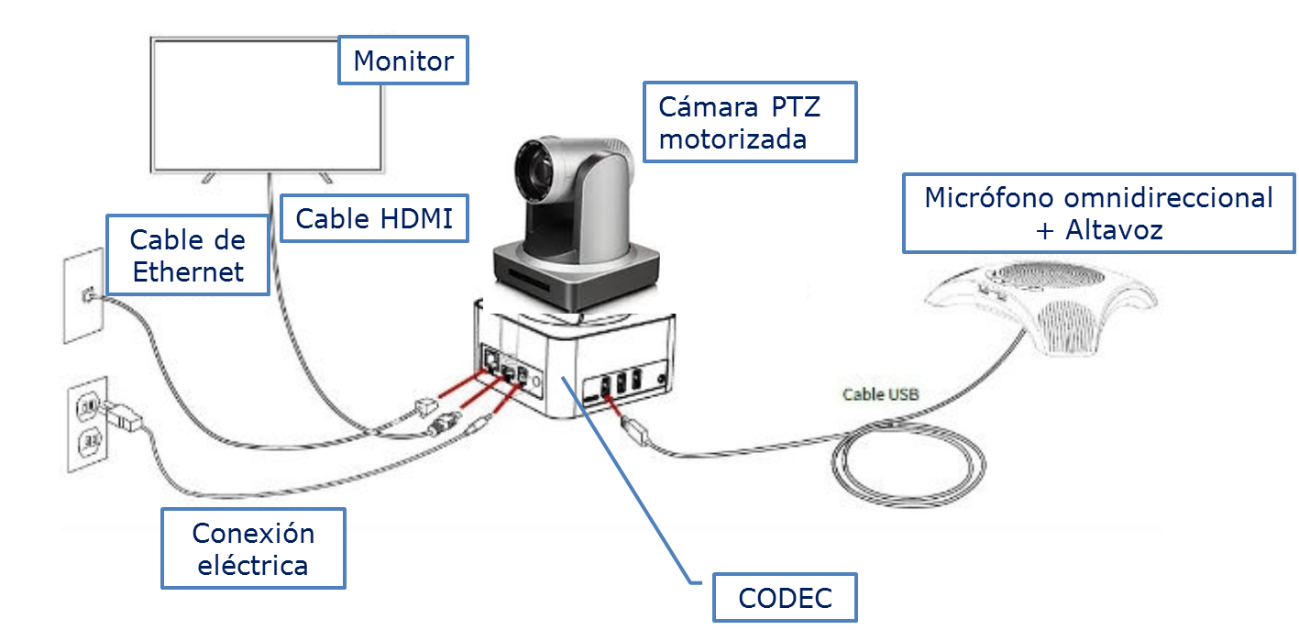 Monitor
Cámara PTZ
motorizada
Micrófono omnidireccional
+ Altavoz
Cable HDMI
Cable de
Ethernet
Cable USB
Conexión
eléctrica
CODEC